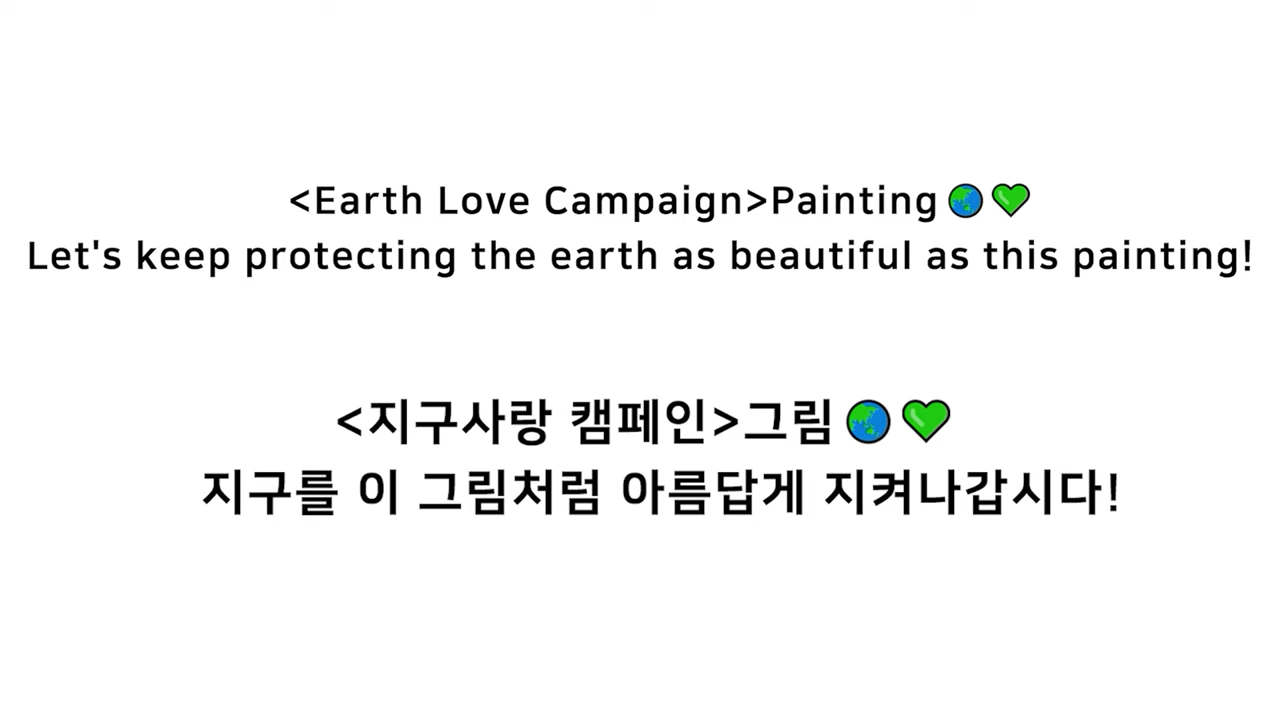 <Earth Love Campaign>Painting🌏💚
Let's keep protecting the earth as beautiful as this painting!
<지구사랑 캠페인>그림🌏💚
지구를 이 그림처럼 아름답게 지켜나갑시다!